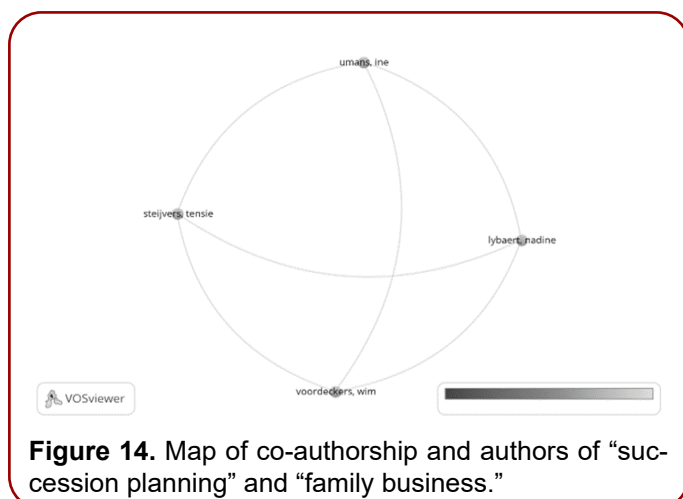 umans, ine
steijvers, tensie
lybaert, nadine
voordeckers, wim
VOSviewer
Figure 14. Map of co-authorship and authors of “suc-
cession planning” and “family business.”